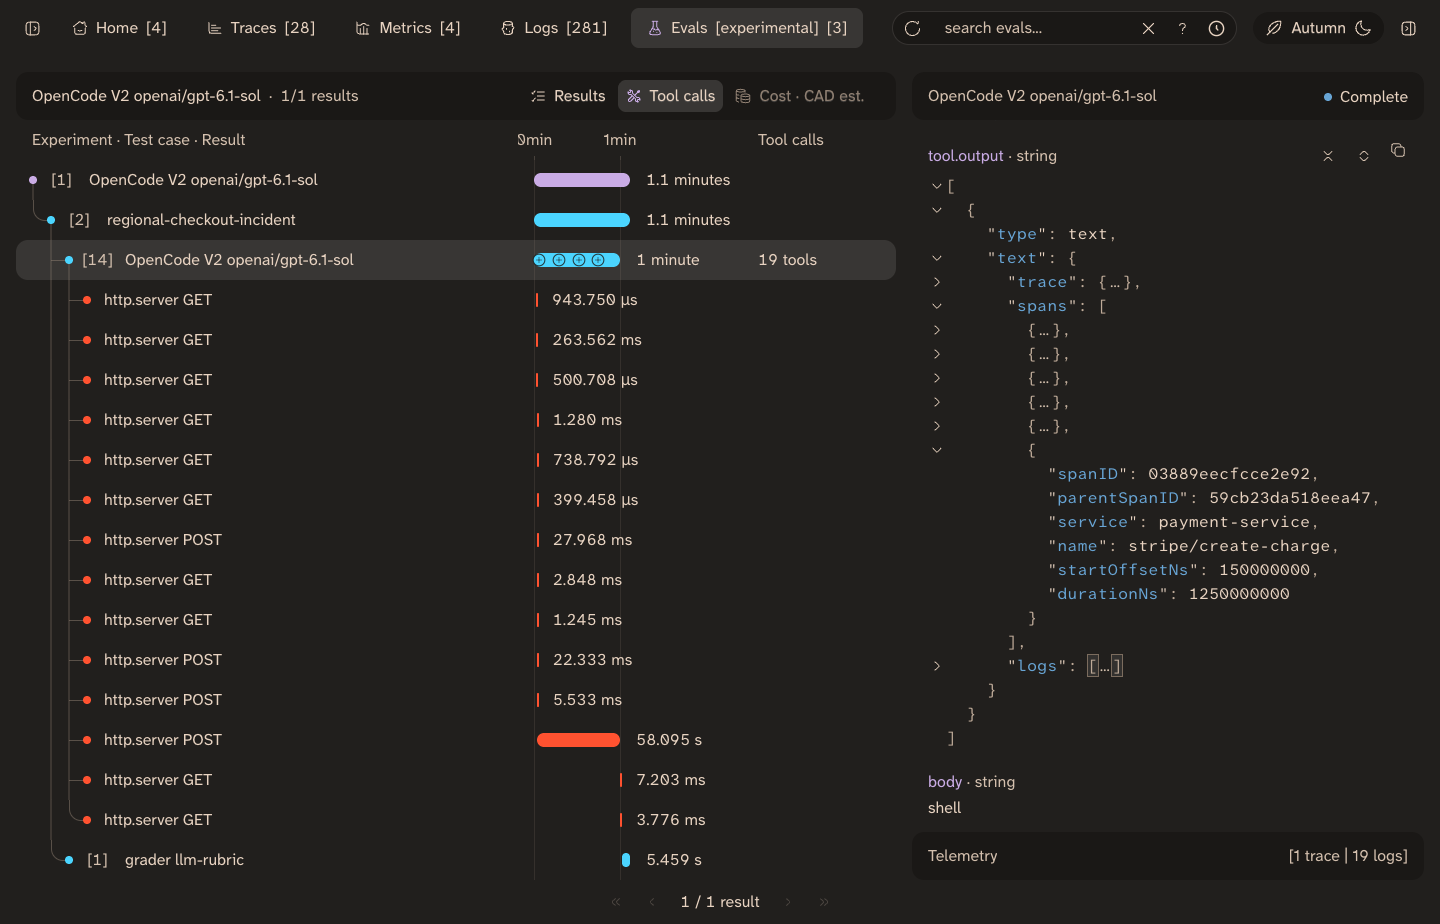 Home [4]
Traces [28]
Metrics [4]
Logs [281]
Evals [experimental] [3]
search evals...
?
Autumn
OpenCode V2 openai/gpt-6.1-sol · 1/1 results
Results
Tool calls
Cost · CAD est.
Experiment · Test case · Result
0min
1min
Tool calls
[1] OpenCode V2 openai/gpt-6.1-sol 1.1 minutes
[2] regional-checkout-incident 1.1 minutes
[14] OpenCode V2 openai/gpt-6.1-sol 1 minute 19 tools
http.server GET 943.750 µs
http.server GET 263.562 ms
http.server GET 500.708 µs
http.server GET 1.280 ms
http.server GET 738.792 µs
http.server GET 399.458 µs
http.server POST 27.968 ms
http.server GET 2.848 ms
http.server GET 1.245 ms
http.server POST 22.333 ms
http.server POST 5.533 ms
http.server POST 58.095 s
http.server GET 7.203 ms
http.server GET 3.776 ms
[1] grader llm-rubric 5.459 s
« ‹ 1 / 1 result › »
OpenCode V2 openai/gpt-6.1-sol
Complete
tool.output · string
[
{
"type": text,
"text": {
"trace": {…},
"spans": [
{…},
{…},
{…},
{…},
{…},
{
"spanID": 03889eecfcce2e92,
"parentSpanID": 59cb23da518eea47,
"service": payment-service,
"name": stripe/create-charge,
"startOffsetNs": 150000000,
"durationNs": 1250000000
}
],
"logs": […]
}
}
]
body · string
shell
Telemetry
[1 trace | 19 logs]